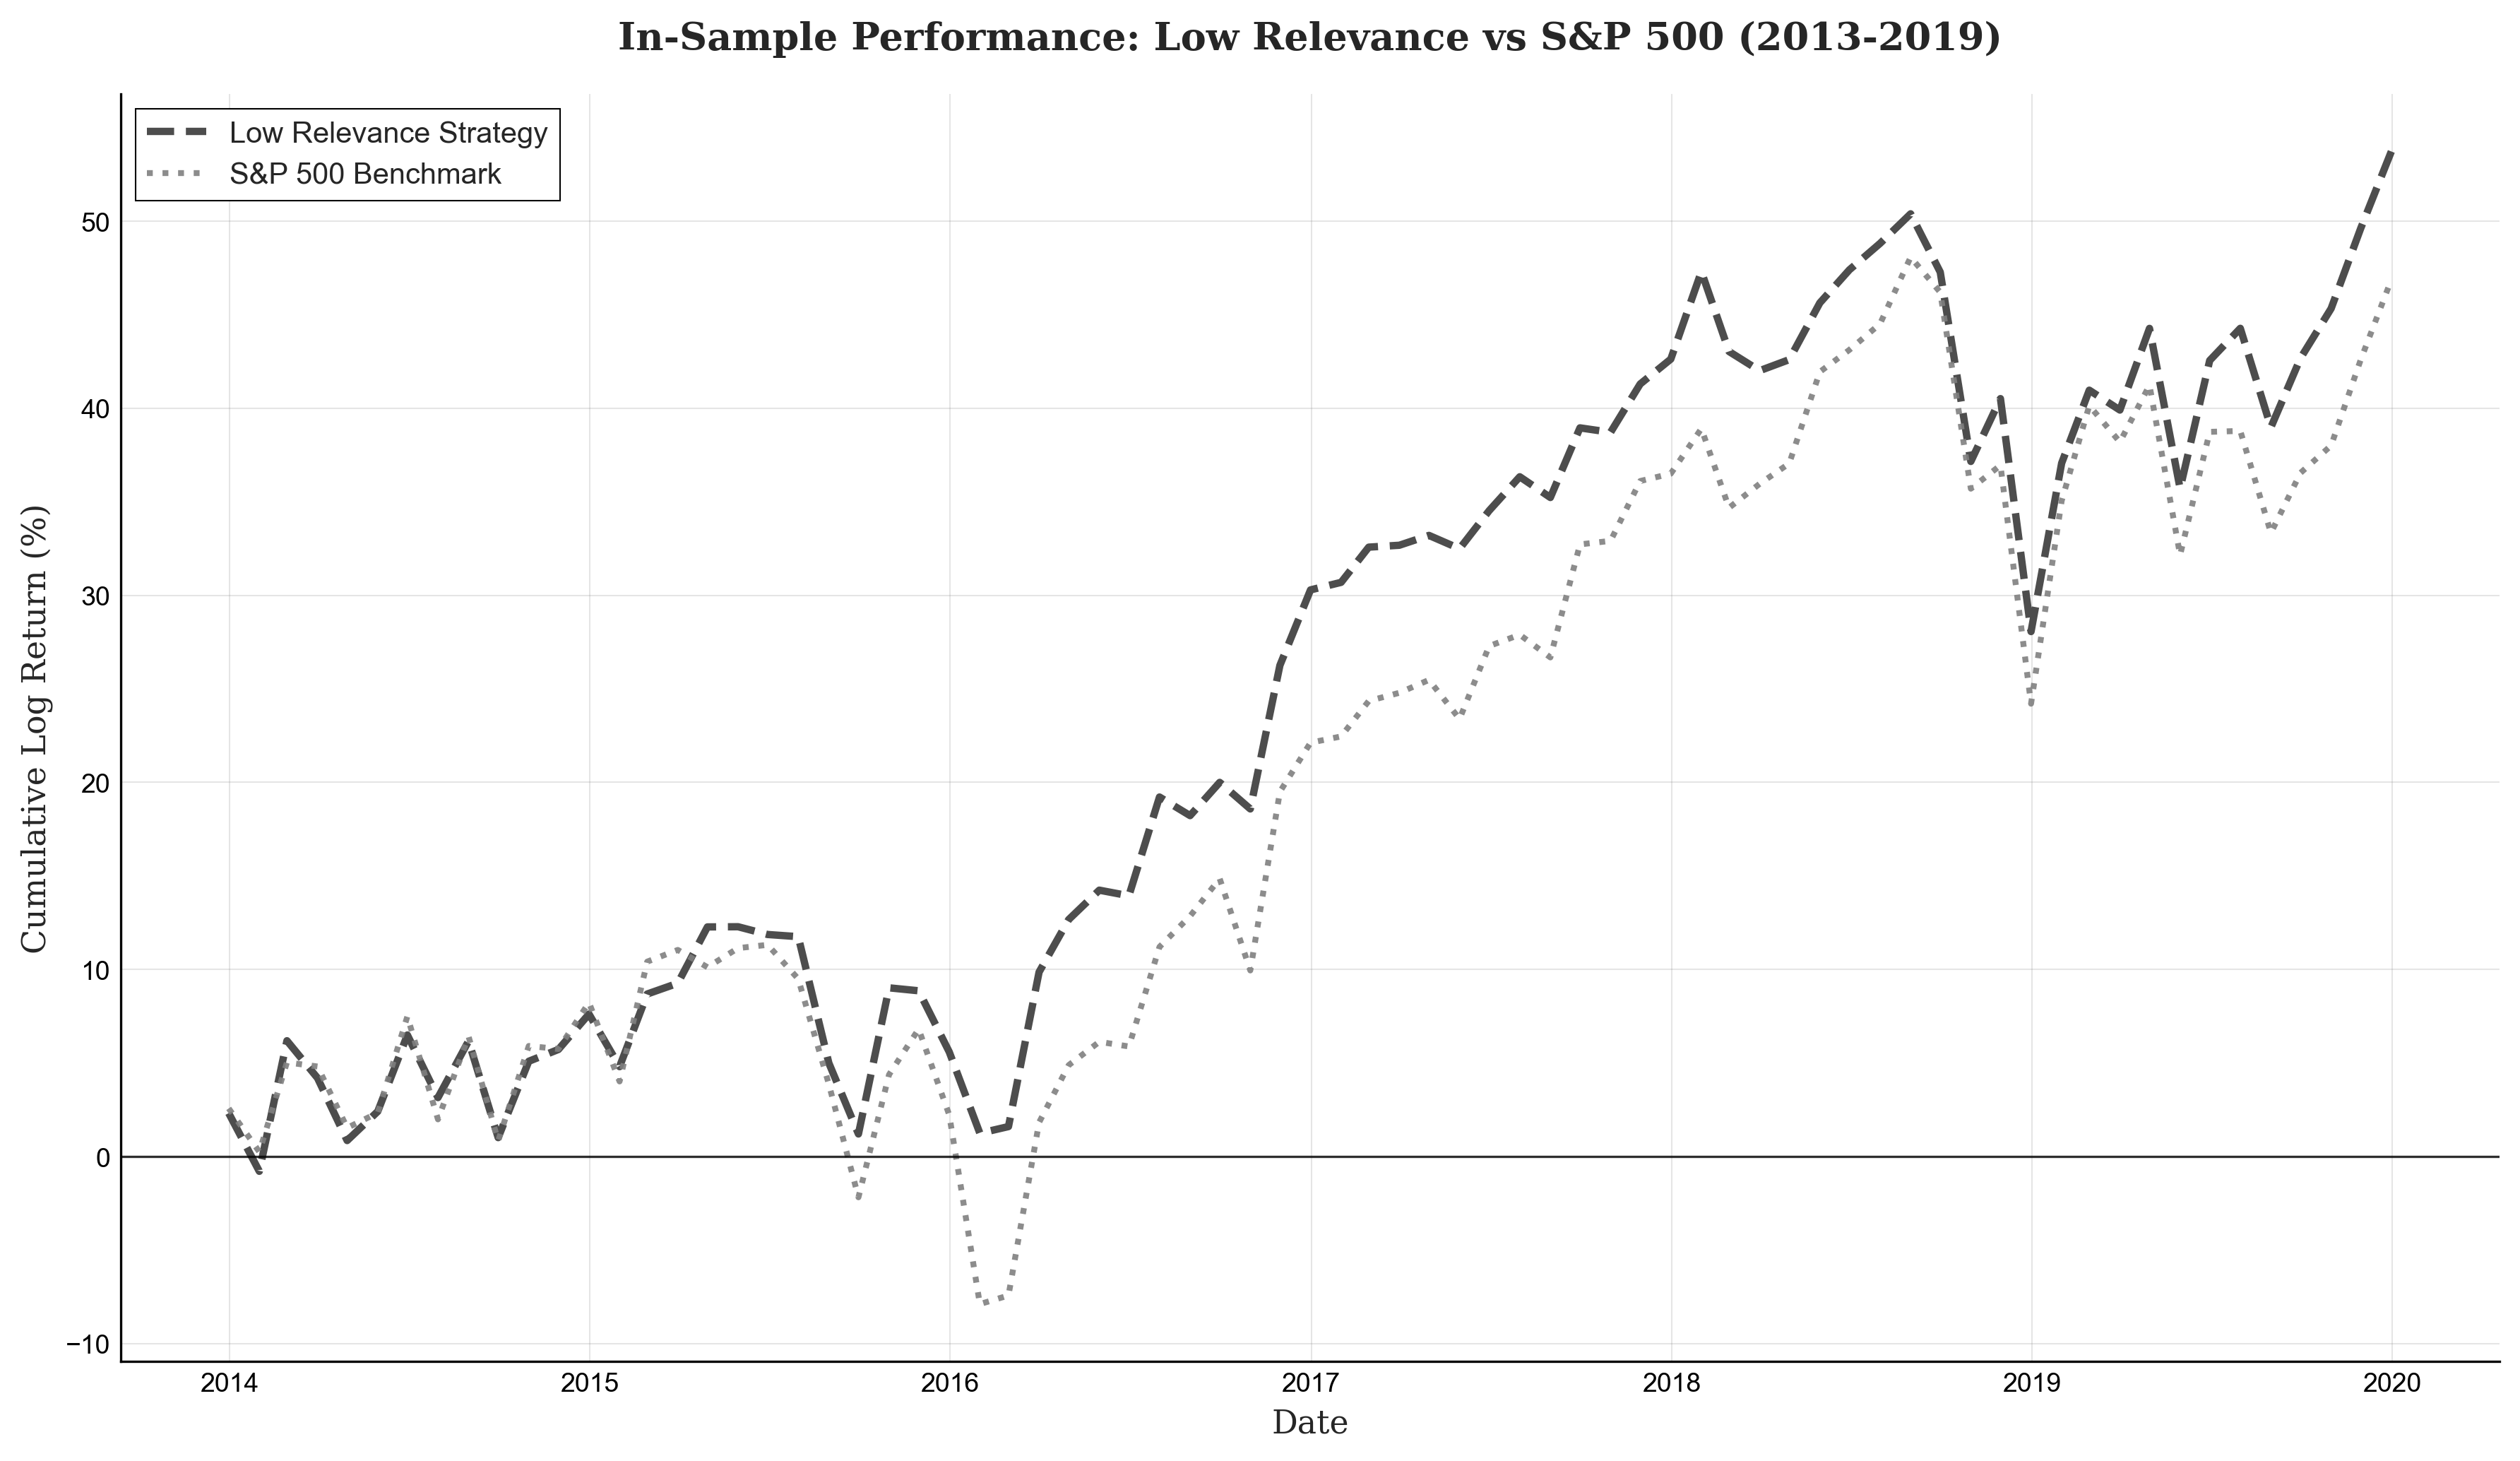 In-Sample Performance: Low Relevance vs S&P 500 (2013-2019)
Low Relevance Strategy
S&P 500 Benchmark
Cumulative Log Return (%)
50
40
30
20
10
0
−10
2014 2015 2016 2017 2018 2019 2020
Date